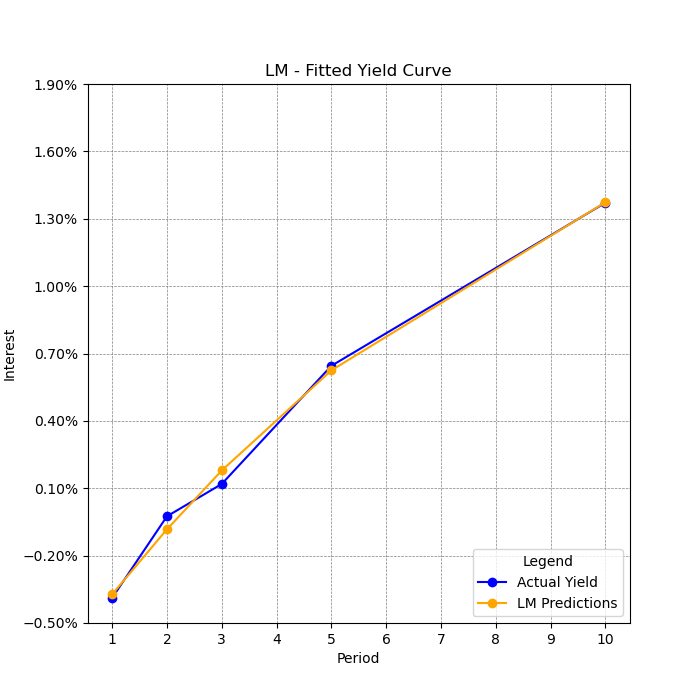 LM - Fitted Yield Curve
1.90%
1.60%
1.30%
1.00%
0.70%
0.40%
0.10%
−0.20%
−0.50%
Interest
1 2 3 4 5 6 7 8 9 10
Period
Legend
Actual Yield
LM Predictions